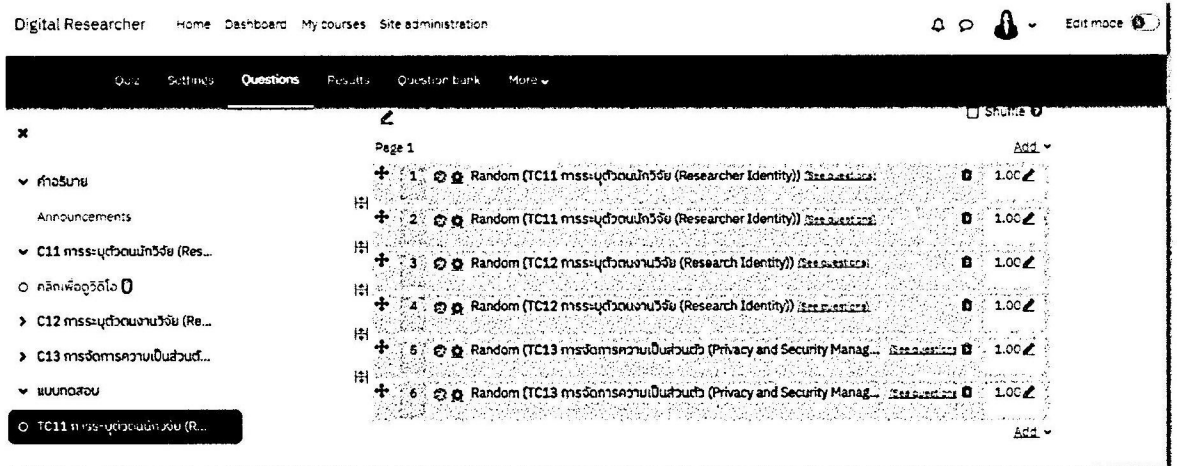 Digital Researcher Home Dashboard My courses Site administration Edit mode
Quiz Settings Questions Results Question bank More
Shuffle
Page 1 Add
คำอธิบาย
Announcements
C11 การระบุตัวตนนักวิจัย (Res...
คลิกเพื่อดูวิดีโอ
C12 การระบุตัวตนงานวิจัย (Re...
C13 การจัดการความเป็นส่วนตั...
แบบทดสอบ
TC11 การระบุตัวตนนักวิจัย (R...
1 Random (TC11 การระบุตัวตนนักวิจัย (Researcher Identity)) (See questions) 1.00
2 Random (TC11 การระบุตัวตนนักวิจัย (Researcher Identity)) (See questions) 1.00
3 Random (TC12 การระบุตัวตนงานวิจัย (Research Identity)) (See questions) 1.00
4 Random (TC12 การระบุตัวตนงานวิจัย (Research Identity)) (See questions) 1.00
5 Random (TC13 การจัดการความเป็นส่วนตัว (Privacy and Security Manag... (See questions 1.00
6 Random (TC13 การจัดการความเป็นส่วนตัว (Privacy and Security Manag... (See questions 1.00
Add